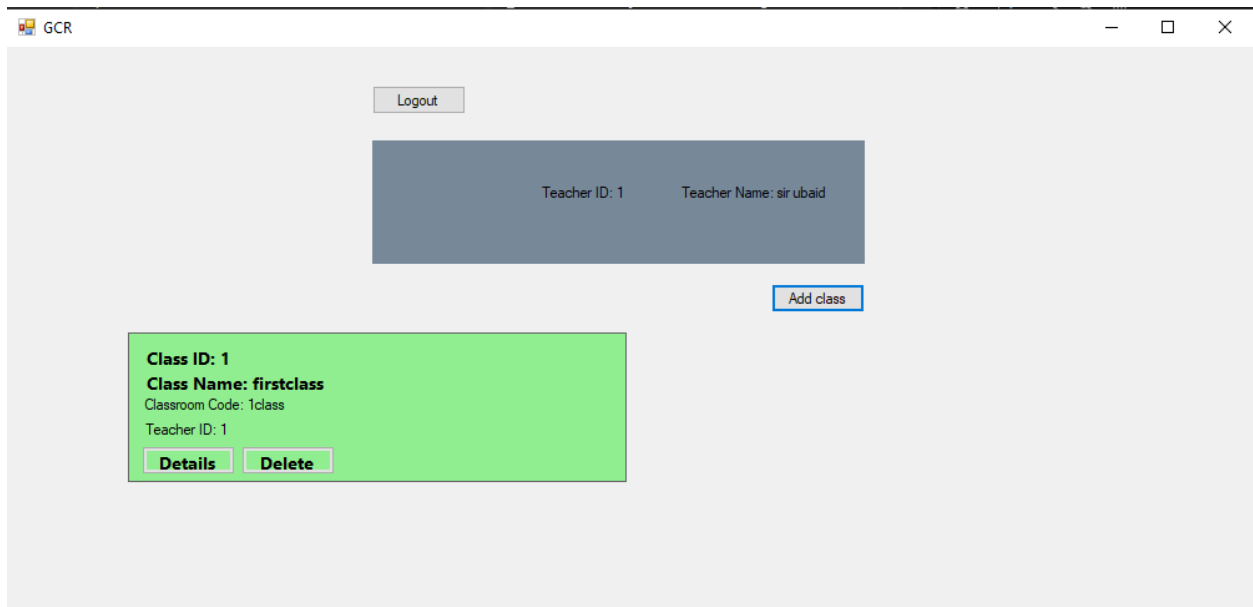 GCR
Logout
Teacher ID: 1 Teacher Name: sir ubaid
Add class
Class ID: 1
Class Name: firstclass
Classroom Code: 1class
Teacher ID: 1
Details Delete